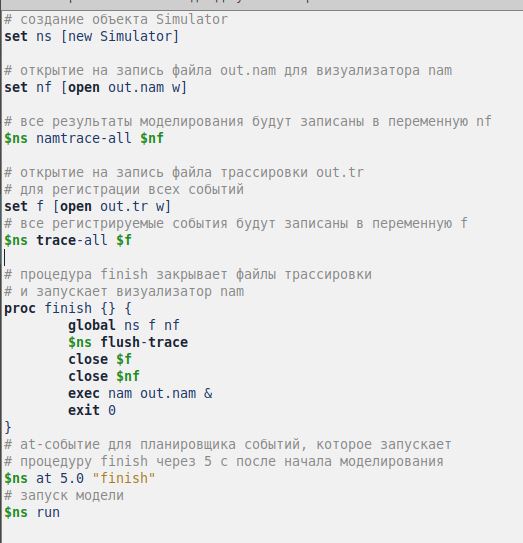 # создание объекта Simulator
set ns [new Simulator]
# открытие на запись файла out.nam для визуализатора nam
set nf [open out.nam w]
# все результаты моделирования будут записаны в переменную nf
$ns namtrace-all $nf
# открытие на запись файла трассировки out.tr
# для регистрации всех событий
set f [open out.tr w]
# все регистрируемые события будут записаны в переменную f
$ns trace-all $f
# процедура finish закрывает файлы трассировки
# и запускает визуализатор nam
proc finish {} {
global ns f nf
$ns flush-trace
close $f
close $nf
exec nam out.nam &
exit 0
}
# at-событие для планировщика событий, которое запускает
# процедуру finish через 5 с после начала моделирования
$ns at 5.0 "finish"
# запуск модели
$ns run